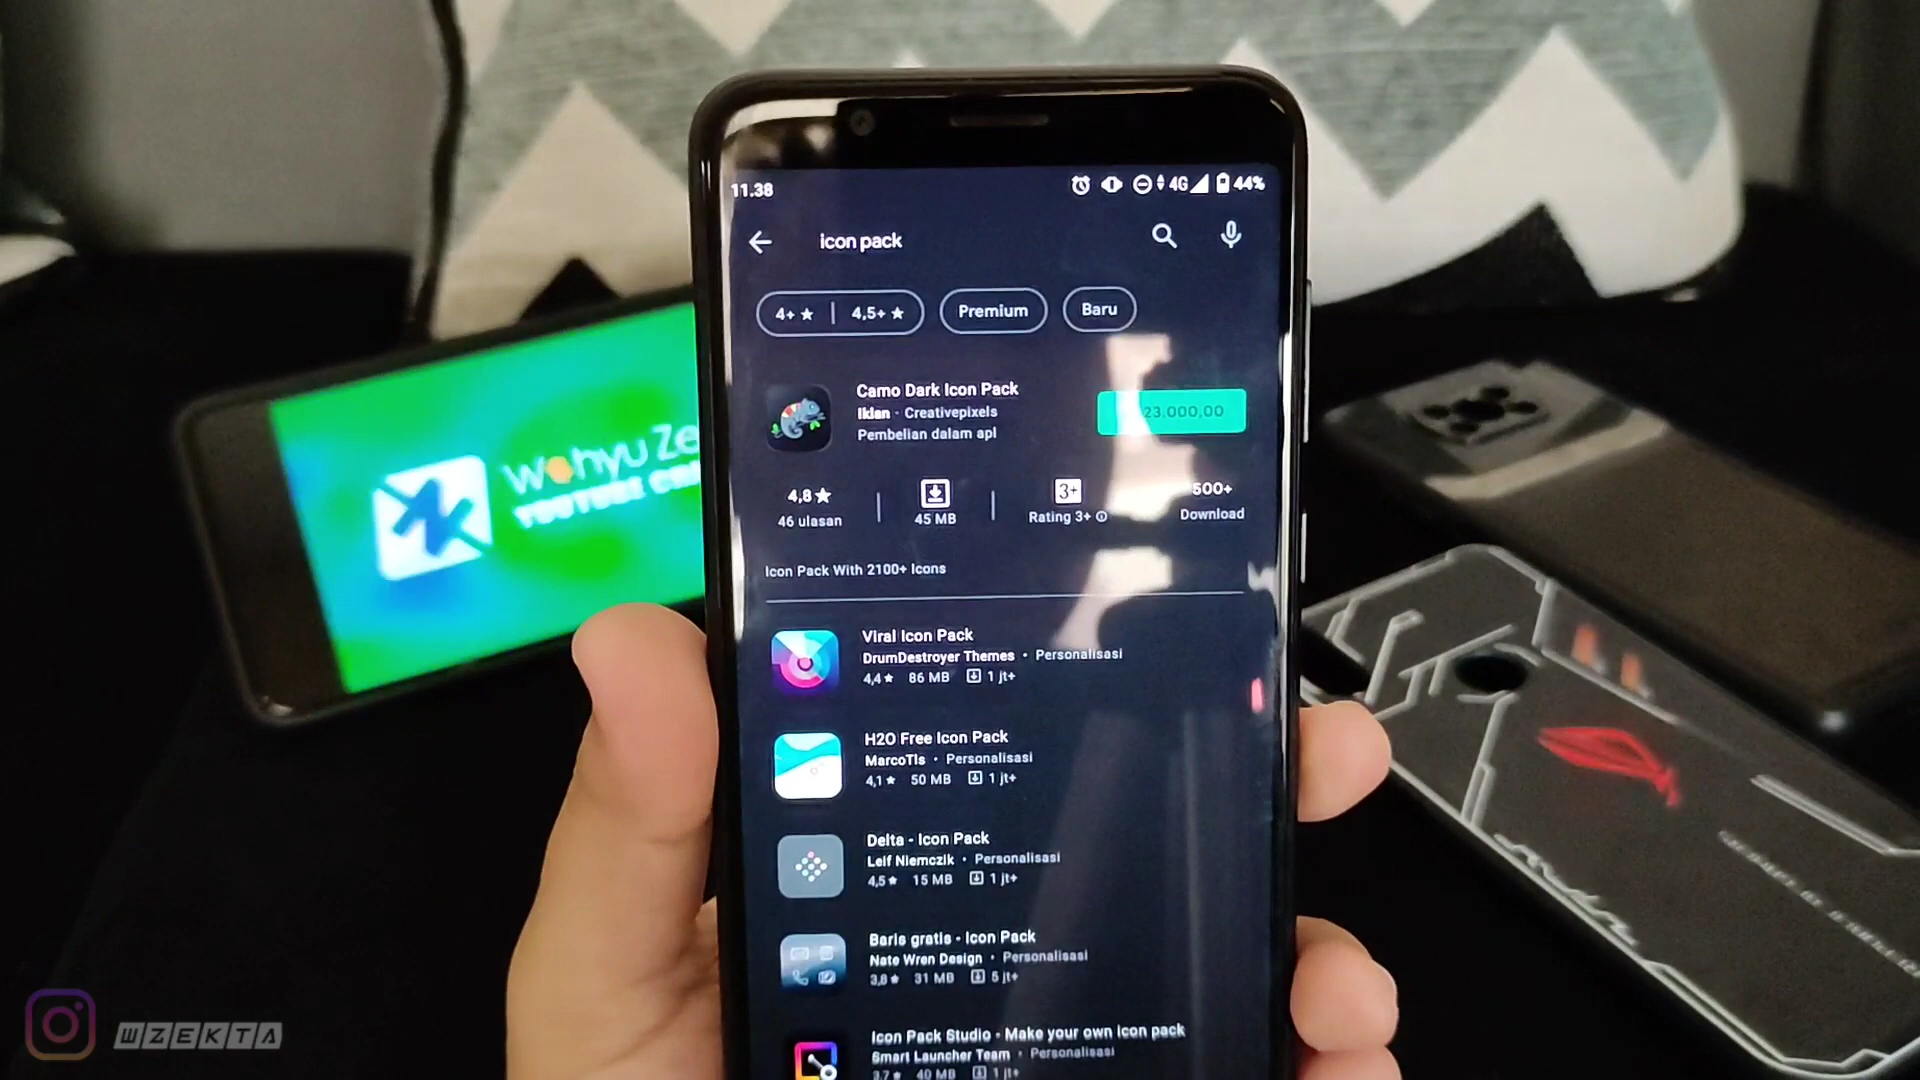 11.38
4G 44%
icon pack
4+ ★ | 4,5+ ★
Premium
Baru
Camo Dark Icon Pack
Iklan · Creativepixels
Pembelian dalam apl
23.000,00
4,8 ★
46 ulasan
45 MB
3+
Rating 3+
500+
Download
Icon Pack With 2100+ Icons
Viral Icon Pack
DrumDestroyer Themes • Personalisasi
4,4 ★ 86 MB 1 jt+
H2O Free Icon Pack
MarcoTls • Personalisasi
4,1 ★ 50 MB 1 jt+
Delta - Icon Pack
Leif Niemczik • Personalisasi
4,5 ★ 15 MB 1 jt+
Baris gratis - Icon Pack
Nate Wren Design • Personalisasi
3,8 ★ 31 MB 5 jt+
Icon Pack Studio - Make your own icon pack
Smart Launcher Team • Personalisasi
3,7 ★ 40 MB 1 jt+
Wahyu Ze
YOUTUBE
WZEKTA